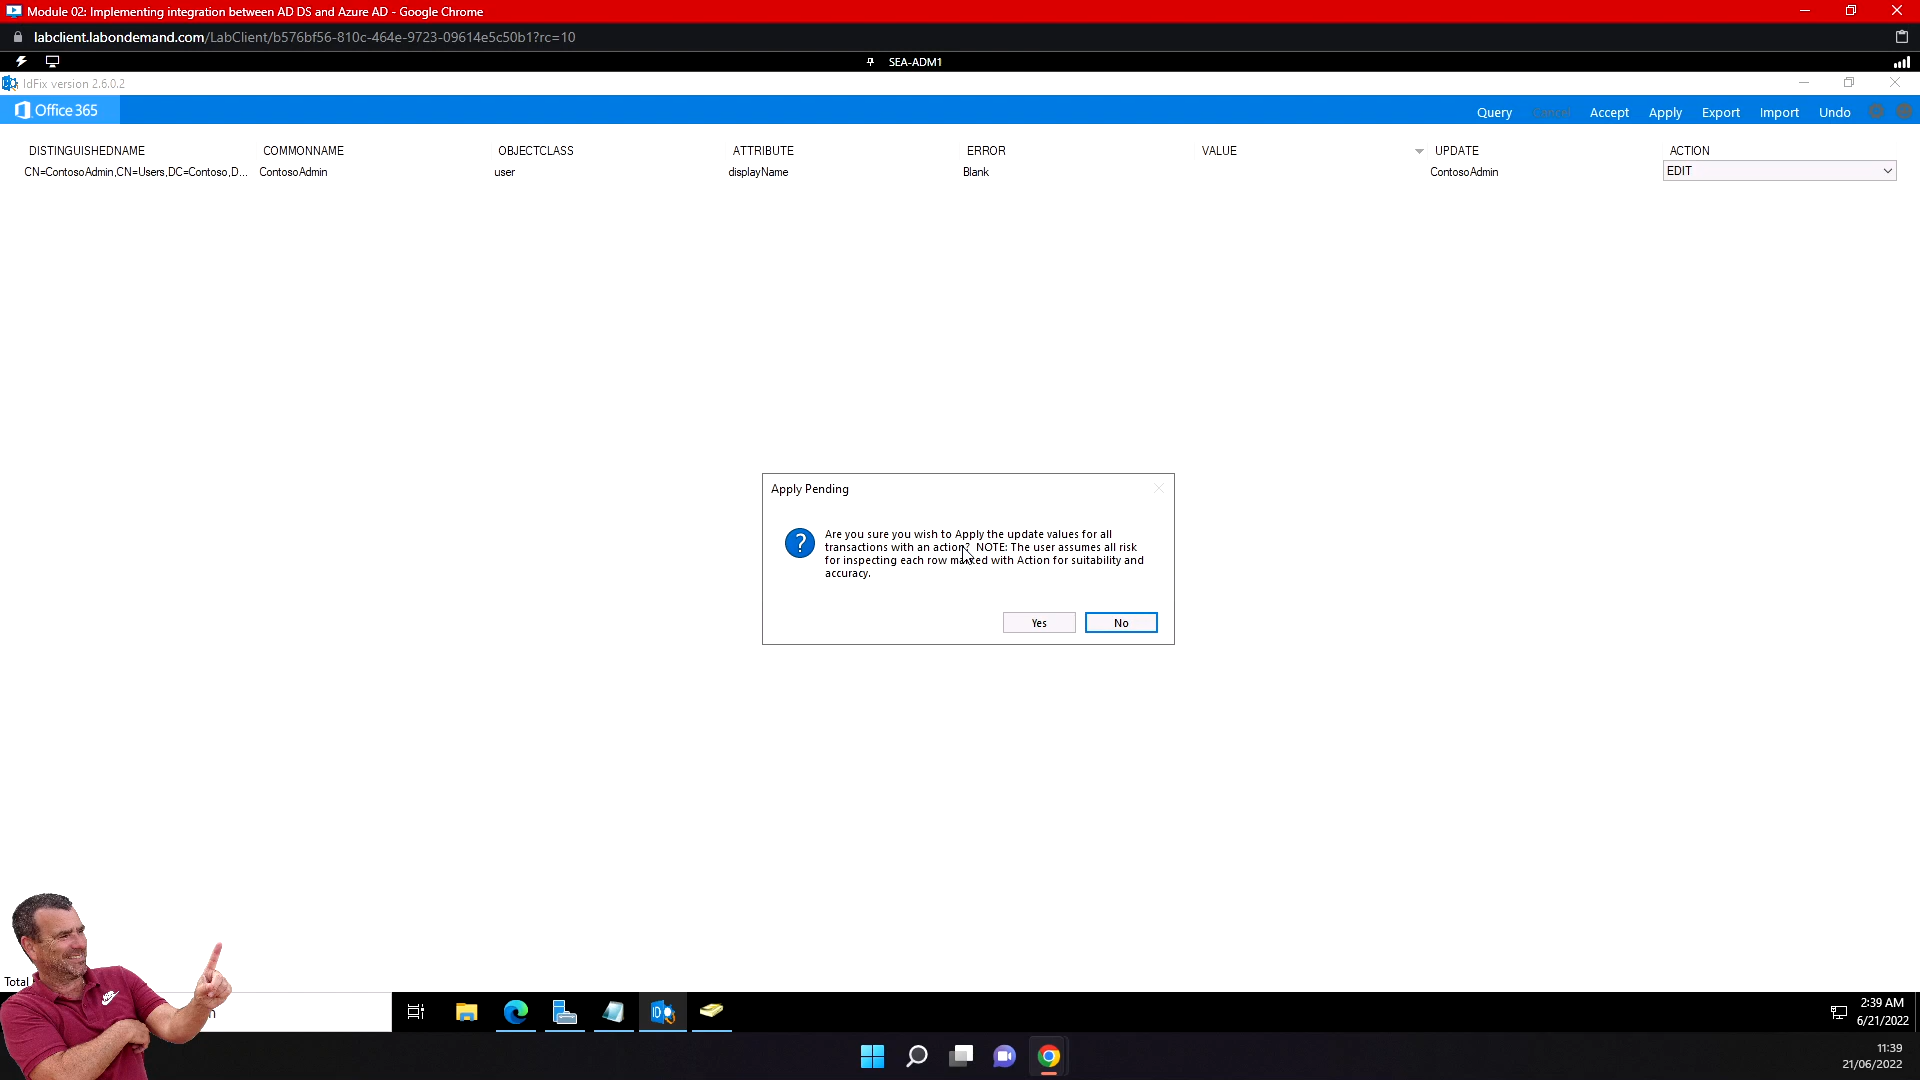 Module 02: Implementing integration between AD DS and Azure AD - Google Chrome
labclient.labondemand.com/LabClient/b576bf56-810c-464e-9723-09614e5c50b1?rc=10
SEA-ADM1
IdFix version 2.6.0.2
Office 365
Query Cancel Accept Apply Export Import Undo
DISTINGUISHEDNAME COMMONNAME OBJECTCLASS ATTRIBUTE ERROR VALUE UPDATE ACTION
CN=ContosoAdmin,CN=Users,DC=Contoso,D... ContosoAdmin user displayName Blank ContosoAdmin EDIT
Apply Pending
Are you sure you wish to Apply the update values for all
transactions with an action? NOTE: The user assumes all risk
for inspecting each row marked with Action for suitability and
accuracy.
Yes No
Total
2:39 AM
6/21/2022
11:39
21/06/2022